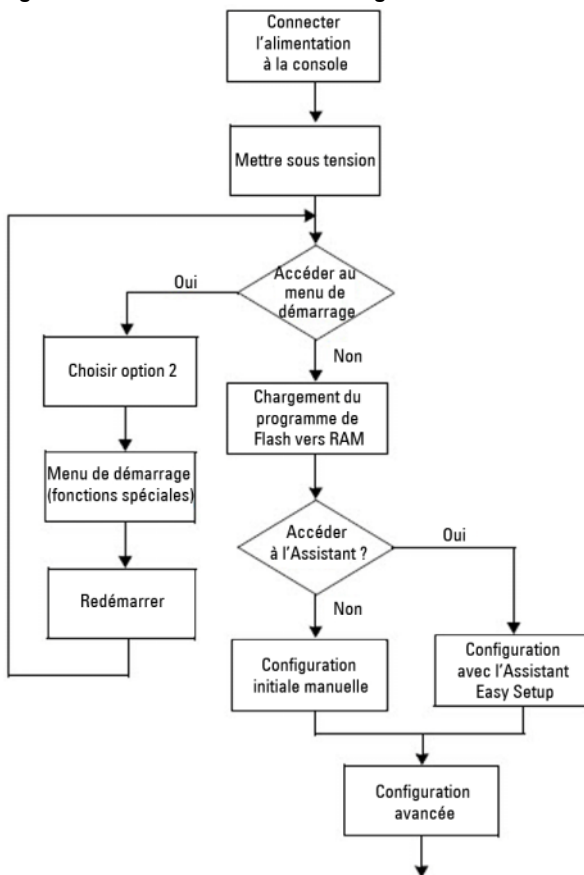 Connecter
l'alimentation
à la console
Mettre sous tension
Accéder au
menu de
démarrage
Oui
Non
Choisir option 2
Chargement du
programme de
Flash vers RAM
Menu de démarrage
(fonctions spéciales)
Accéder
à l'Assistant ?
Oui
Non
Redémarrer
Configuration
initiale manuelle
Configuration
avec l'Assistant
Easy Setup
Configuration
avancée